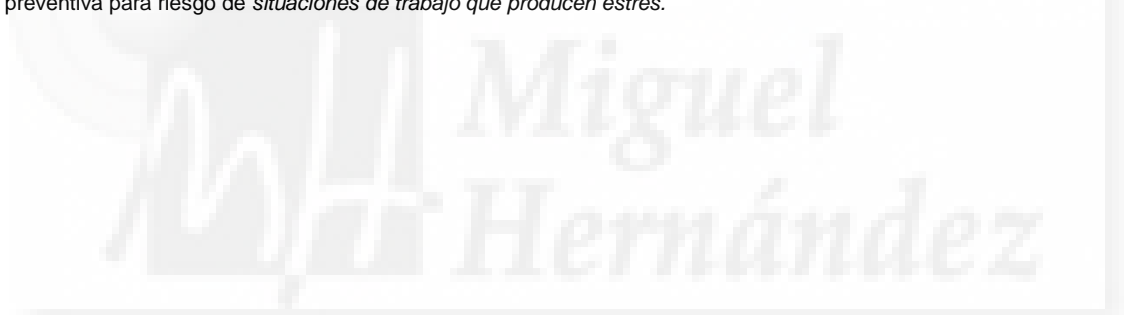 preventiva para riesgo de situaciones de trabajo que producen estrés.
Miguel
Hernández